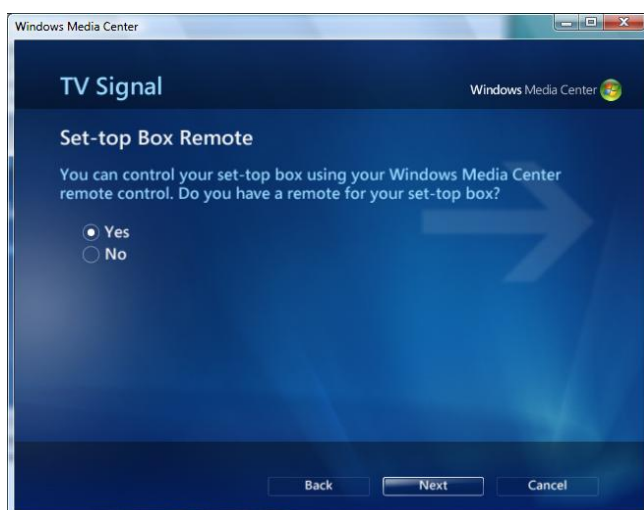 Windows Media Center
TV Signal
Windows Media Center
Set-top Box Remote
You can control your set-top box using your Windows Media Center
remote control. Do you have a remote for your set-top box?
Yes
No
Back Next Cancel